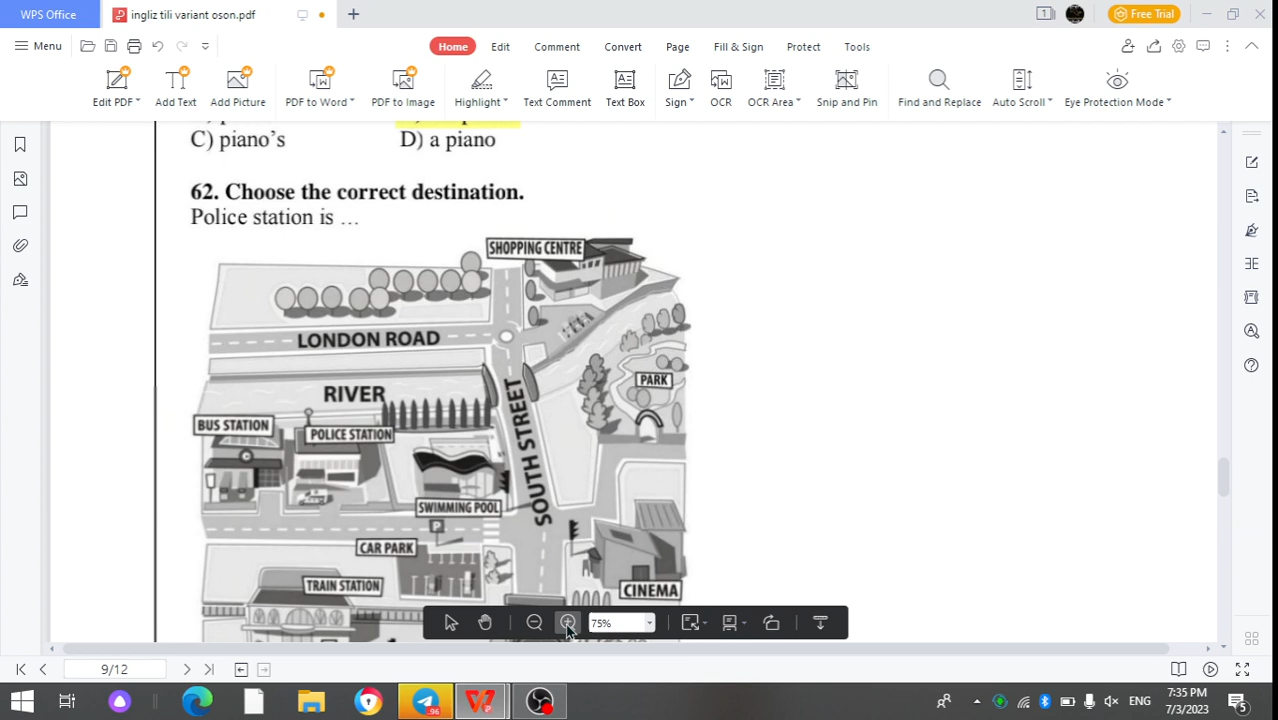 WPS Office
ingliz tili variant oson.pdf
1
Free Trial
Menu
Home
Edit
Comment
Convert
Page
Fill & Sign
Protect
Tools
Edit PDF
Add Text
Add Picture
PDF to Word
PDF to Image
Highlight
Text Comment
Text Box
Sign
OCR
OCR Area
Snip and Pin
Find and Replace
Auto Scroll
Eye Protection Mode
C) piano's
D) a piano
62. Choose the correct destination.
Police station is ...
SHOPPING CENTRE
LONDON ROAD
RIVER
PARK
BUS STATION
POLICE STATION
SOUTH STREET
SWIMMING POOL
P
CAR PARK
TRAIN STATION
CINEMA
75%
9/12
96
ENG
7:35 PM
7/3/2023
5